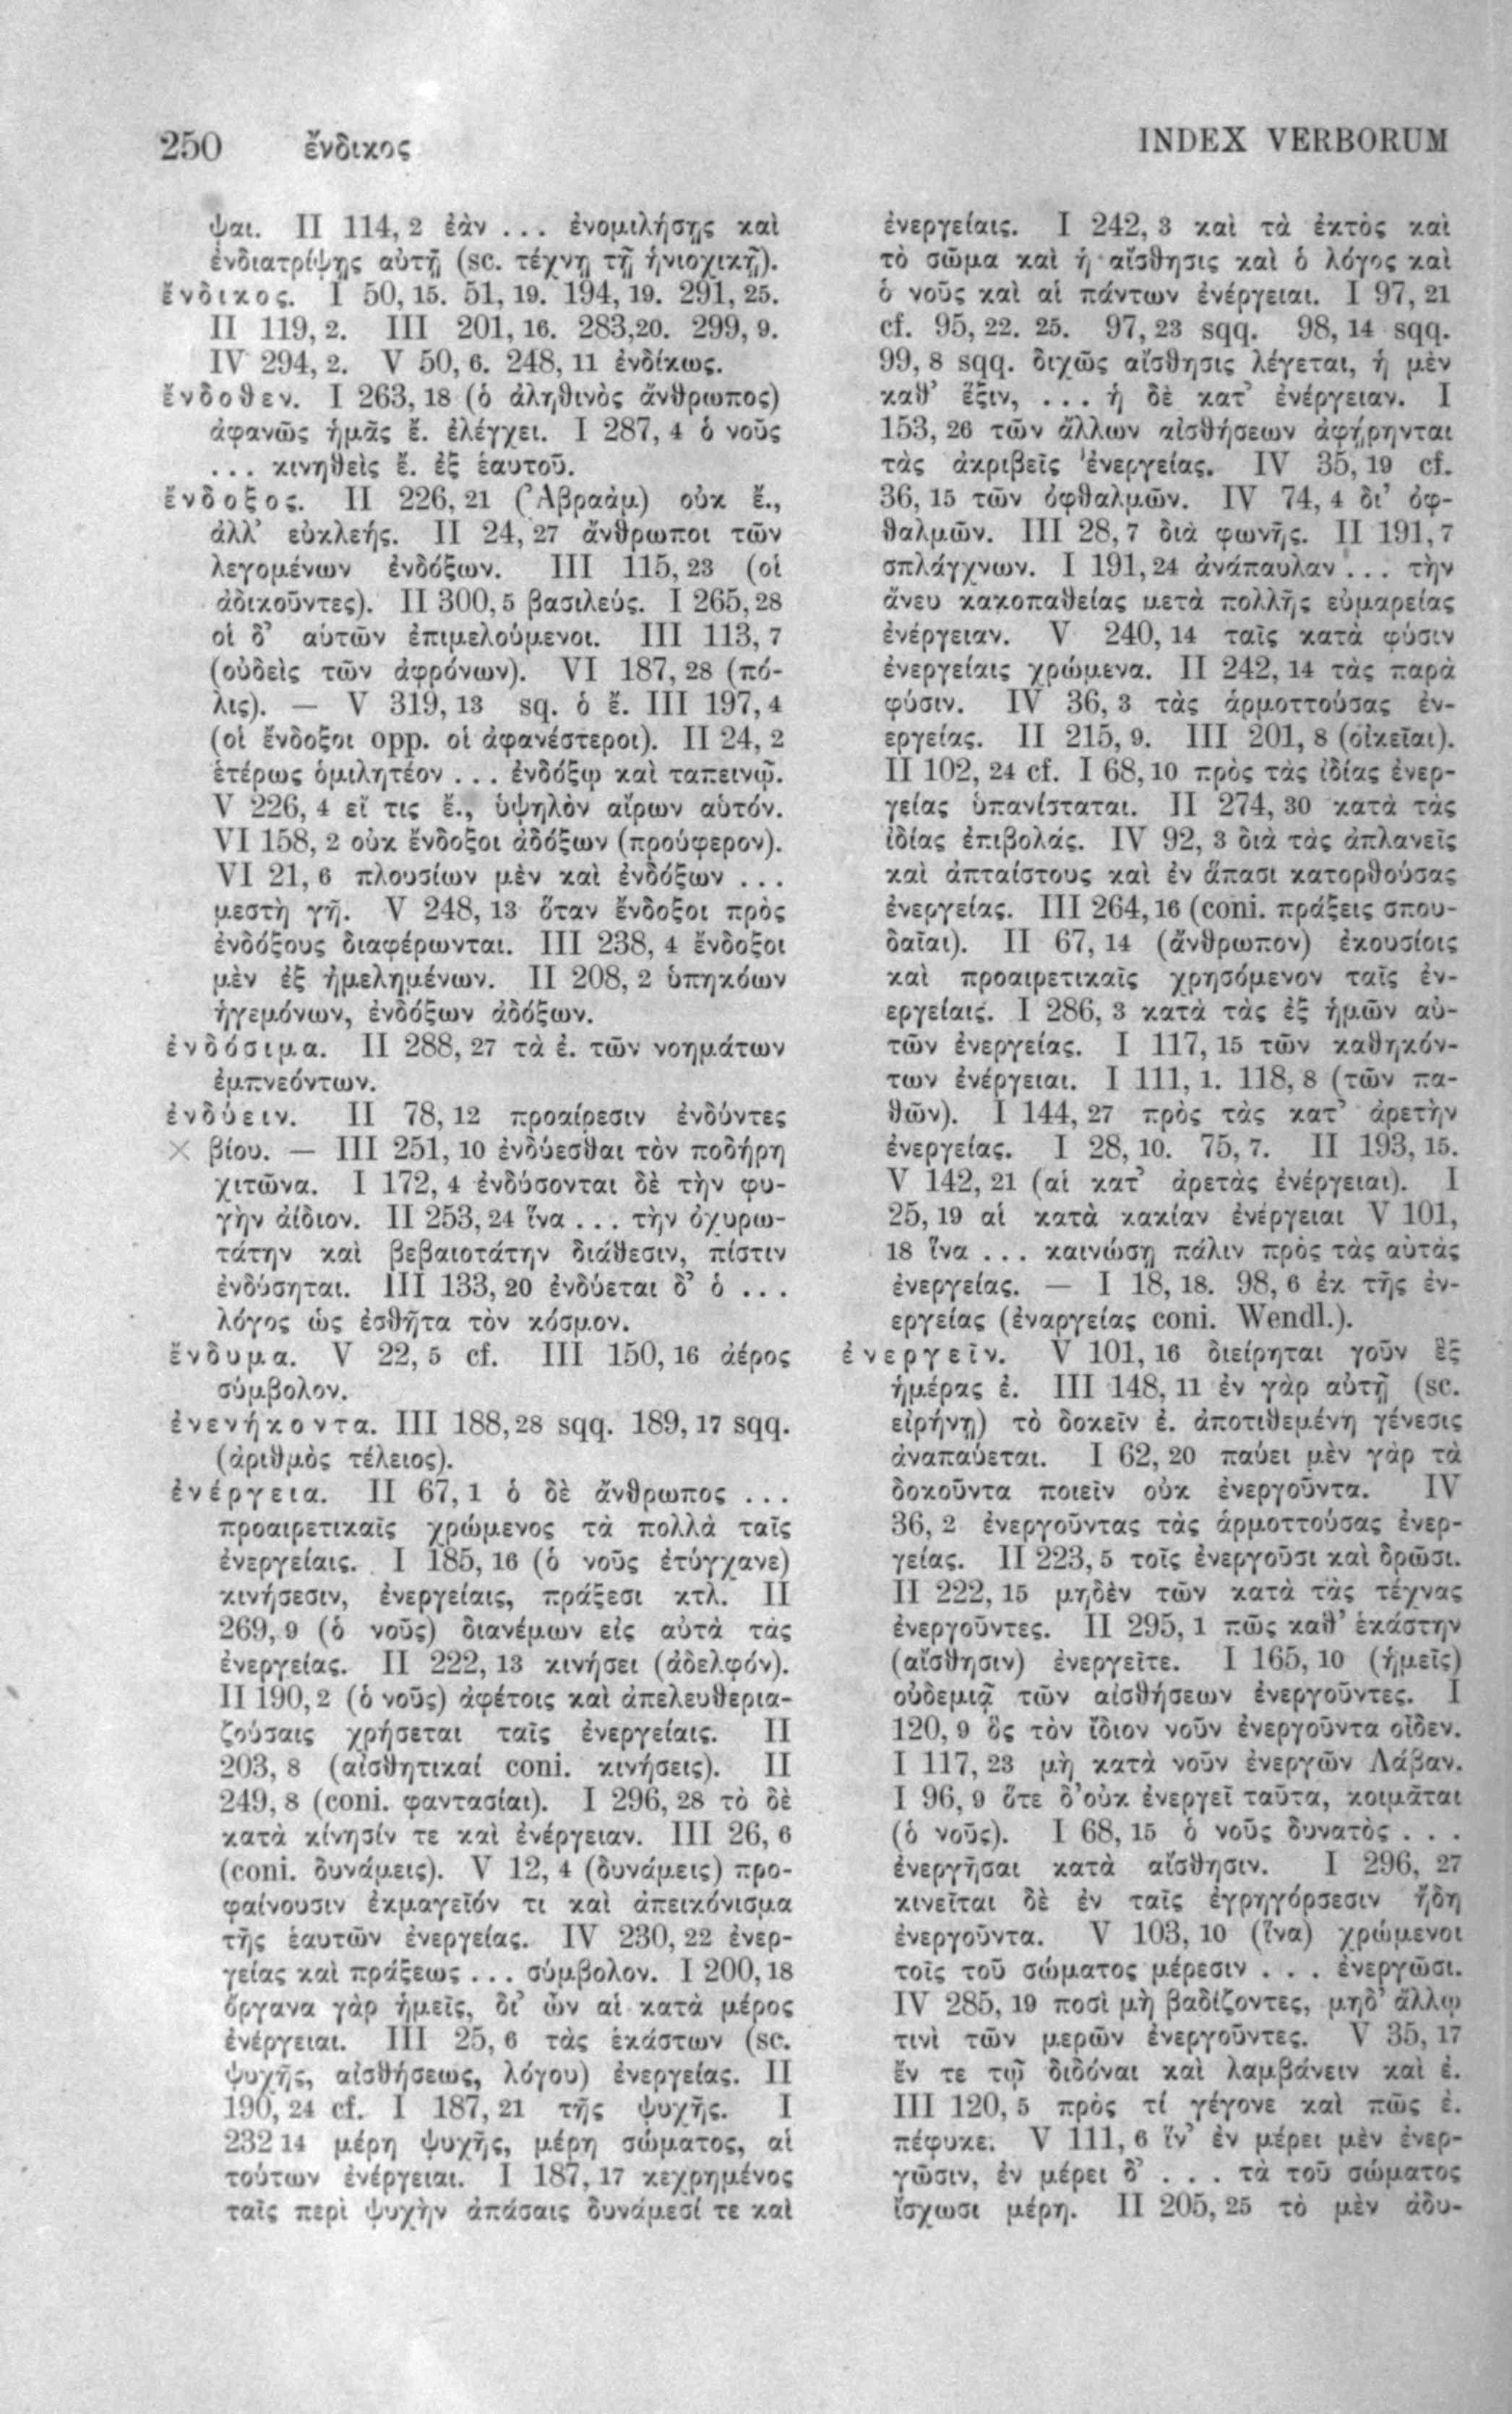 250 ἔνδικος
INDEX VERBORUM
ψαι. II 114, 2 ἐὰν ... ἐνομιλήσῃς καὶ
ἐνδιατρίψῃς αὐτῇ (sc. τέχνῃ τῇ ἡνιοχικῇ).
ἔνδικος. I 50, 15. 51, 19. 194, 19. 291, 25.
II 119, 2. III 201, 16. 283,20. 299, 9.
IV 294, 2. V 50, 6. 248, 11 ἐνδίκως.
ἔνδοθεν. I 263, 18 (ὁ ἀληθινὸς ἄνθρωπος)
ἀφανῶς ἡμᾶς ἔ. ἐλέγχει. I 287, 4 ὁ νοῦς
... κινηθεὶς ἔ. ἐξ ἑαυτοῦ.
ἔνδοξος. II 226, 21 (Ἀβραὰμ) οὐκ ἔ.,
ἀλλ’ εὐκλεής. II 24, 27 ἄνθρωποι τῶν
λεγομένων ἐνδόξων. III 115, 23 (οἱ
ἀδικοῦντες). II 300, 5 βασιλεύς. I 265, 28
οἱ δ’ αὑτῶν ἐπιμελούμενοι. III 113, 7
(οὐδεὶς τῶν ἀφρόνων). VI 187, 28 (πό-
λις). — V 319, 13 sq. ὁ ἔ. III 197, 4
(οἱ ἔνδοξοι opp. οἱ ἀφανέστεροι). II 24, 2
ἑτέρως ὁμιλητέον ... ἐνδόξῳ καὶ ταπεινῷ.
V 226, 4 εἴ τις ἔ., ὑψηλὸν αἴρων αὑτόν.
VI 158, 2 οὐκ ἔνδοξοι ἀδόξων (προύφερον).
VI 21, 6 πλουσίων μὲν καὶ ἐνδόξων ...
μεστὴ γῆ. V 248, 13 ὅταν ἔνδοξοι πρὸς
ἐνδόξους διαφέρωνται. III 238, 4 ἔνδοξοι
μὲν ἐξ ἠμελημένων. II 208, 2 ὑπηκόων
ἡγεμόνων, ἐνδόξων ἀδόξων.
ἐνδόσιμα. II 288, 27 τὰ ἐ. τῶν νοημάτων
ἐμπνεόντων.
ἐνδύειν. II 78, 12 προαίρεσιν ἐνδύντες
× βίου. — III 251, 10 ἐνδύεσθαι τὸν ποδήρη
χιτῶνα. I 172, 4 ἐνδύσονται δὲ τὴν φυ-
γὴν ἀίδιον. II 253, 24 ἵνα ... τὴν ὀχυρω-
τάτην καὶ βεβαιοτάτην διάθεσιν, πίστιν
ἐνδύσηται. III 133, 20 ἐνδύεται δ’ ὁ ...
λόγος ὡς ἐσθῆτα τὸν κόσμον.
ἔνδυμα. V 22, 5 cf. III 150, 16 ἀέρος
σύμβολον.
ἐνενήκοντα. III 188, 28 sqq. 189, 17 sqq.
(ἀριθμὸς τέλειος).
ἐνέργεια. II 67, 1 ὁ δὲ ἄνθρωπος ...
προαιρετικαῖς χρώμενος τὰ πολλὰ ταῖς
ἐνεργείαις. I 185, 16 (ὁ νοῦς ἐτύγχανε)
κινήσεσιν, ἐνεργείαις, πράξεσι κτλ. II
269, 9 (ὁ νοῦς) διανέμων εἰς αὐτὰ τὰς
ἐνεργείας. II 222, 13 κινήσει (ἀδελφόν).
II 190, 2 (ὁ νοῦς) ἀφέτοις καὶ ἀπελευθερια-
ζούσαις χρήσεται ταῖς ἐνεργείαις. II
203, 8 (αἰσθητικαί coni. κινήσεις). II
249, 8 (coni. φαντασίαι). I 296, 28 τὸ δὲ
κατὰ κίνησίν τε καὶ ἐνέργειαν. III 26, 6
(coni. δυνάμεις). V 12, 4 (δυνάμεις) προ-
φαίνουσιν ἐκμαγεῖόν τι καὶ ἀπεικόνισμα
τῆς ἑαυτῶν ἐνεργείας. IV 230, 22 ἐνερ-
γείας καὶ πράξεως ... σύμβολον. I 200, 18
ὄργανα γὰρ ἡμεῖς, δι’ ὧν αἱ κατὰ μέρος
ἐνέργειαι. III 25, 6 τὰς ἑκάστων (sc.
ψυχῆς, αἰσθήσεως, λόγου) ἐνεργείας. II
190, 24 cf. I 187, 21 τῆς ψυχῆς. I
232 14 μέρη ψυχῆς, μέρη σώματος, αἱ
τούτων ἐνέργειαι. I 187, 17 κεχρημένος
ταῖς περὶ ψυχὴν ἁπάσαις δυνάμεσί τε καὶ
ἐνεργείαις. I 242, 3 καὶ τὰ ἐκτὸς καὶ
τὸ σῶμα καὶ ἡ αἴσθησις καὶ ὁ λόγος καὶ
ὁ νοῦς καὶ αἱ πάντων ἐνέργειαι. I 97, 21
cf. 95, 22. 25. 97, 23 sqq. 98, 14 sqq.
99, 8 sqq. διχῶς αἴσθησις λέγεται, ἡ μὲν
καθ’ ἕξιν, ... ἡ δὲ κατ’ ἐνέργειαν. I
153, 26 τῶν ἄλλων αἰσθήσεων ἀφῄρηνται
τὰς ἀκριβεῖς ἐνεργείας. IV 35, 19 cf.
36, 15 τῶν ὀφθαλμῶν. IV 74, 4 δι’ ὀφ-
θαλμῶν. III 28, 7 διὰ φωνῆς. II 191, 7
σπλάγχνων. I 191, 24 ἀνάπαυλαν ... τὴν
ἄνευ κακοπαθείας μετὰ πολλῆς εὐμαρείας
ἐνέργειαν. V 240, 14 ταῖς κατὰ φύσιν
ἐνεργείαις χρώμενα. II 242, 14 τὰς παρὰ
φύσιν. IV 36, 3 τὰς ἁρμοττούσας ἐν-
εργείας. II 215, 9. III 201, 8 (οἰκεῖαι).
II 102, 24 cf. I 68, 10 πρὸς τὰς ἰδίας ἐνερ-
γείας ὑπανίσταται. II 274, 30 κατὰ τὰς
ἰδίας ἐπιβολάς. IV 92, 3 διὰ τὰς ἀπλανεῖς
καὶ ἀπταίστους καὶ ἐν ἅπασι κατορθούσας
ἐνεργείας. III 264, 16 (coni. πράξεις σπου-
δαῖαι). II 67, 14 (ἄνθρωπον) ἑκουσίοις
καὶ προαιρετικαῖς χρησόμενον ταῖς ἐν-
εργείαις. I 286, 3 κατὰ τὰς ἐξ ἡμῶν αὐ-
τῶν ἐνεργείας. I 117, 15 τῶν καθηκόν-
των ἐνέργειαι. I 111, 1. 118, 8 (τῶν πα-
θῶν). I 144, 27 πρὸς τὰς κατ’ ἀρετὴν
ἐνεργείας. I 28, 10. 75, 7. II 193, 15.
V 142, 21 (αἱ κατ’ ἀρετὰς ἐνέργειαι). I
25, 19 αἱ κατὰ κακίαν ἐνέργειαι V 101,
18 ἵνα ... καινώσῃ πάλιν πρὸς τὰς αὐτὰς
ἐνεργείας. — I 18, 18. 98, 6 ἐκ τῆς ἐν-
εργείας (ἐναργείας coni. Wendl.).
ἐνεργεῖν. V 101, 16 διείρηται γοῦν ἓξ
ἡμέρας ἐ. III 148, 11 ἐν γὰρ αὐτῇ (sc.
εἰρήνῃ) τὸ δοκεῖν ἐ. ἀποτιθεμένη γένεσις
ἀναπαύεται. I 62, 20 παύει μὲν γὰρ τὰ
δοκοῦντα ποιεῖν οὐκ ἐνεργοῦντα. IV
36, 2 ἐνεργοῦντας τὰς ἁρμοττούσας ἐνερ-
γείας. II 223, 5 τοῖς ἐνεργοῦσι καὶ δρῶσι.
II 222, 15 μηδὲν τῶν κατὰ τὰς τέχνας
ἐνεργοῦντες. II 295, 1 πῶς καθ’ ἑκάστην
(αἴσθησιν) ἐνεργεῖτε. I 165, 10 (ἡμεῖς)
οὐδεμιᾷ τῶν αἰσθήσεων ἐνεργοῦντες. I
120, 9 ὃς τὸν ἴδιον νοῦν ἐνεργοῦντα οἶδεν.
I 117, 23 μὴ κατὰ νοῦν ἐνεργῶν Λάβαν.
I 96, 9 ὅτε δ’οὐκ ἐνεργεῖ ταῦτα, κοιμᾶται
(ὁ νοῦς). I 68, 15 ὁ νοῦς δυνατὸς ...
ἐνεργῆσαι κατὰ αἴσθησιν. I 296, 27
κινεῖται δὲ ἐν ταῖς ἐγρηγόρσεσιν ἤδη
ἐνεργοῦντα. V 103, 10 (ἵνα) χρώμενοι
τοῖς τοῦ σώματος μέρεσιν ... ἐνεργῶσι.
IV 285, 19 ποσὶ μὴ βαδίζοντες, μηδ’ ἄλλῳ
τινὶ τῶν μερῶν ἐνεργοῦντες. V 35, 17
ἔν τε τῷ διδόναι καὶ λαμβάνειν καὶ ἐ.
III 120, 5 πρὸς τί γέγονε καὶ πῶς ἐ.
πέφυκε. V 111, 6 ἵν’ ἐν μέρει μὲν ἐνερ-
γῶσιν, ἐν μέρει δ’ ... τὰ τοῦ σώματος
ἴσχωσι μέρη. II 205, 25 τὸ μὲν ἀδυ-